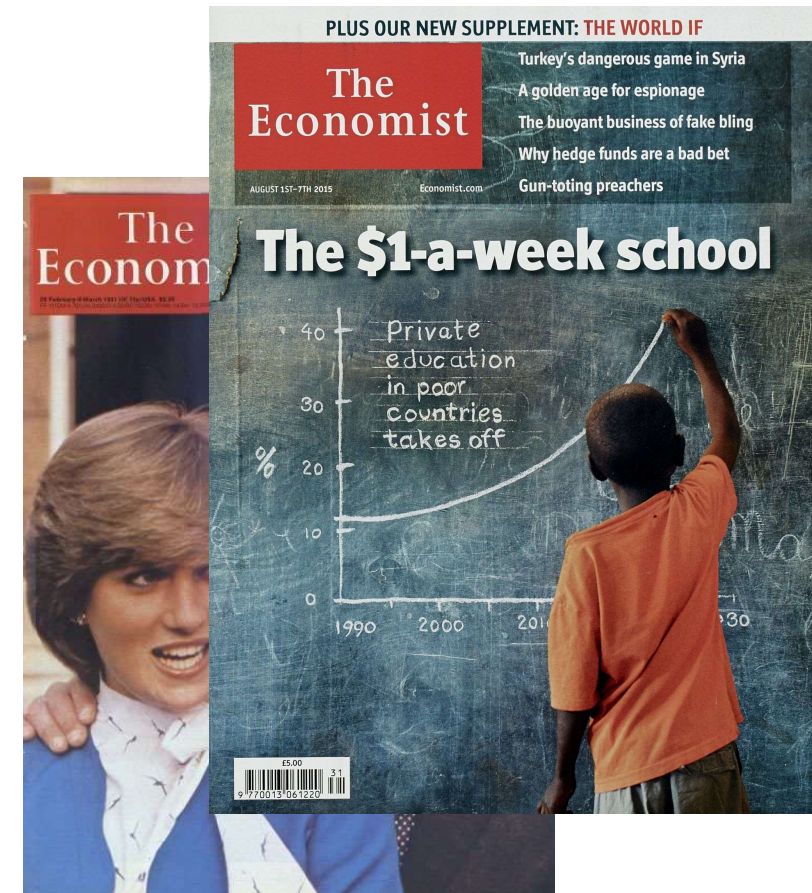 PLUS OUR NEW SUPPLEMENT: THE WORLD IF
The
Economist
AUGUST 1ST–7TH 2015
Economist.com
Turkey's dangerous game in Syria
A golden age for espionage
The buoyant business of fake bling
Why hedge funds are a bad bet
Gun-toting preachers
The $1-a-week school
Private
education
in poor
countries
takes off
%
40
30
20
10
0
1990 2000 201 30
£5.00
31
9 770013 061220
The
Econom